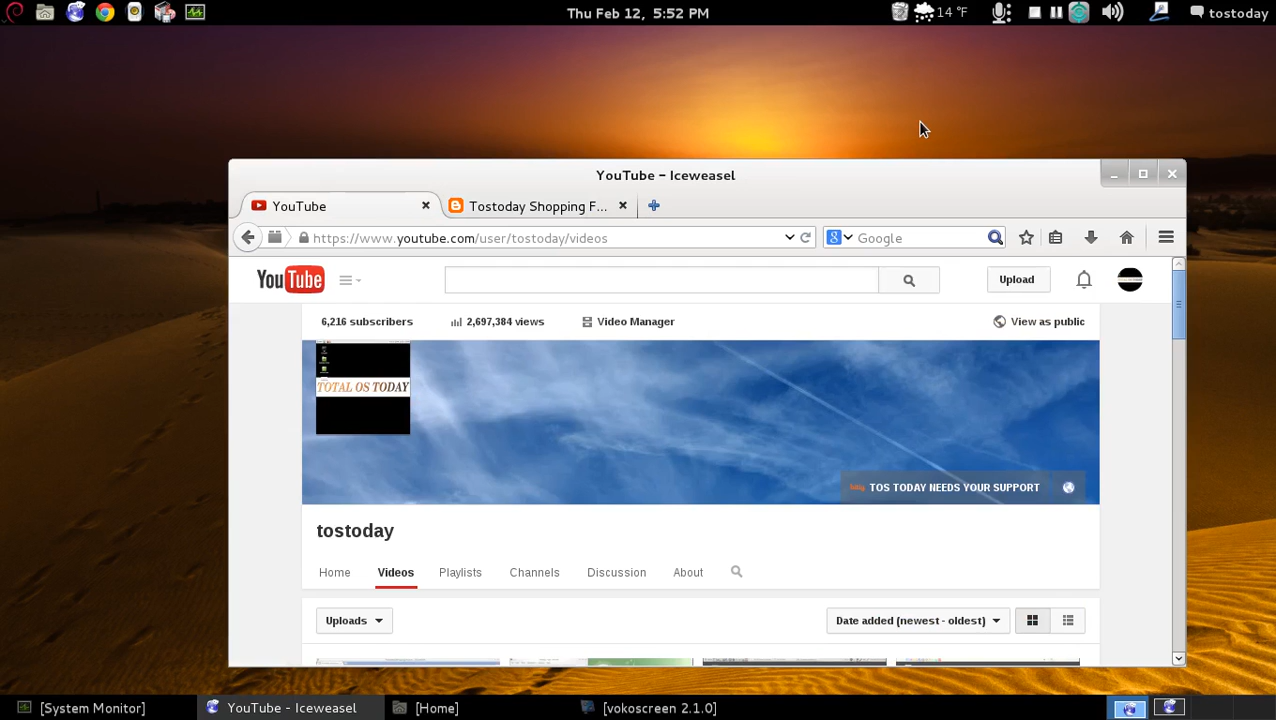 Thu Feb 12, 5:52 PM
14 °F
tostoday
YouTube - Iceweasel
YouTube
Tostoday Shopping F...
https://www.youtube.com/user/tostoday/videos
8
Google
YouTube
Upload
6,216 subscribers
2,697,384 views
Video Manager
View as public
TOTAL OS TODAY
TOS TODAY NEEDS YOUR SUPPORT
tostoday
Home
Videos
Playlists
Channels
Discussion
About
Uploads
Date added (newest - oldest)
[System Monitor]
YouTube - Iceweasel
[Home]
[vokoscreen 2.1.0]